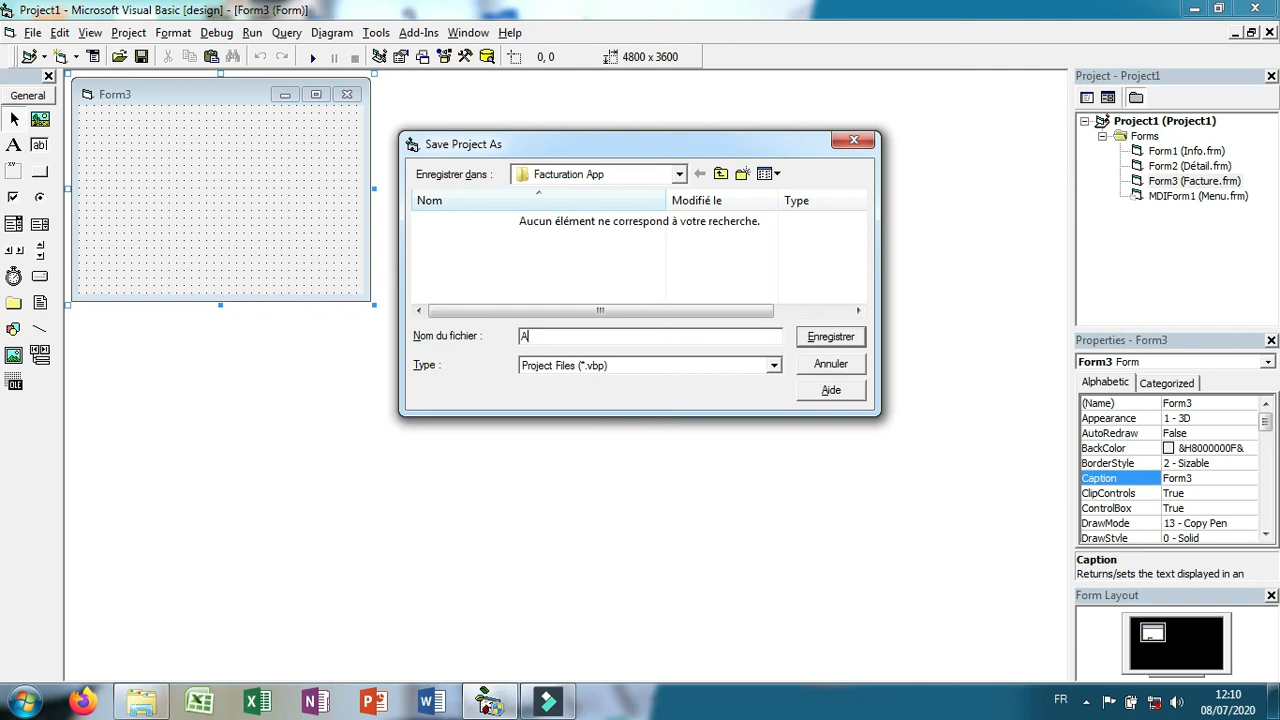 Project1 - Microsoft Visual Basic [design] - [Form3 (Form)]
File Edit View Project Format Debug Run Query Diagram Tools Add-Ins Window Help
0, 0
4800 x 3600
General
Form3
ab|
Save Project As
Enregistrer dans :
Facturation App
Nom
Modifié le
Type
Aucun élément ne correspond à votre recherche.
Nom du fichier :
A
Enregistrer
Type :
Project Files (*.vbp)
Annuler
Aide
Project - Project1
Project1 (Project1)
Forms
Form1 (Info.frm)
Form2 (Détail.frm)
Form3 (Facture.frm)
MDIForm1 (Menu.frm)
Properties - Form3
Form3 Form
Alphabetic Categorized
(Name) Form3
Appearance 1 - 3D
AutoRedraw False
BackColor &H8000000F&
BorderStyle 2 - Sizable
Caption Form3
ClipControls True
ControlBox True
DrawMode 13 - Copy Pen
DrawStyle 0 - Solid
Caption
Returns/sets the text displayed in an
Form Layout
FR
12:10
08/07/2020